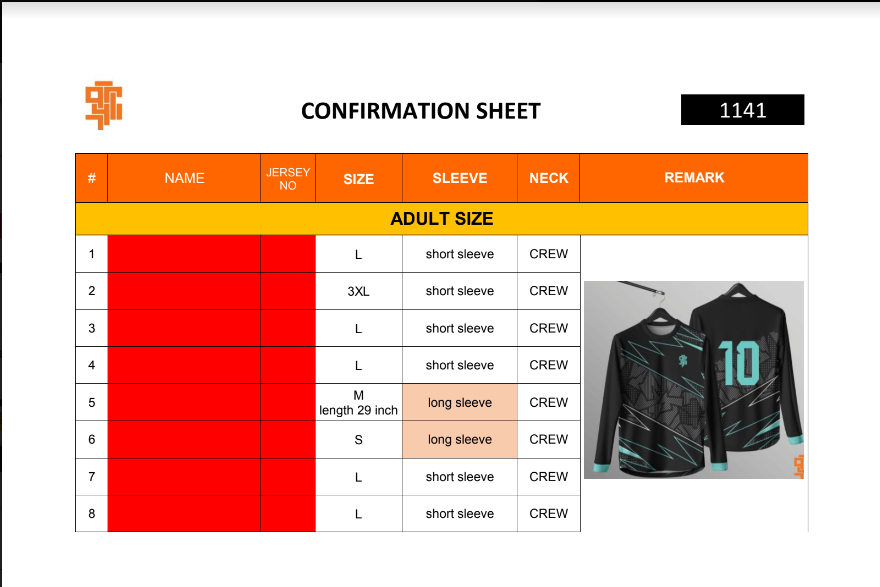 CONFIRMATION SHEET
1141
# NAME JERSEY NO SIZE SLEEVE NECK REMARK
ADULT SIZE
1 L short sleeve CREW
2 3XL short sleeve CREW
3 L short sleeve CREW
4 L short sleeve CREW
5 M length 29 inch long sleeve CREW
6 S long sleeve CREW
7 L short sleeve CREW
8 L short sleeve CREW
10